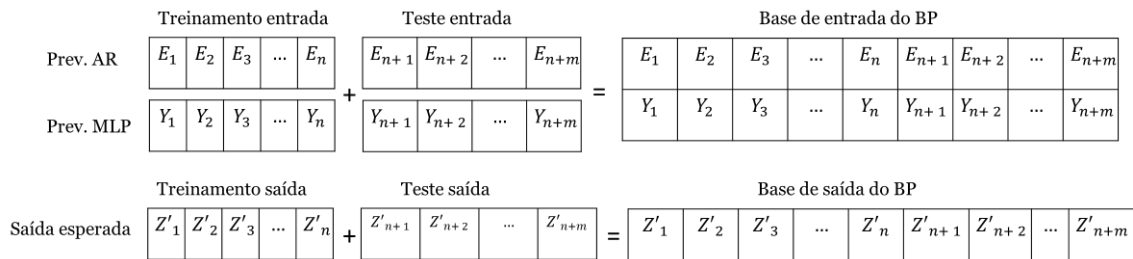 Treinamento entrada Teste entrada Base de entrada do BP
Prev. AR E₁ E₂ E₃ ... Eₙ + Eₙ₊₁ Eₙ₊₂ ... Eₙ₊ₘ = E₁ E₂ E₃ ... Eₙ Eₙ₊₁ Eₙ₊₂ ... Eₙ₊ₘ
Prev. MLP Y₁ Y₂ Y₃ ... Yₙ Yₙ₊₁ Yₙ₊₂ ... Yₙ₊ₘ Y₁ Y₂ Y₃ ... Yₙ Yₙ₊₁ Yₙ₊₂ ... Yₙ₊ₘ
Treinamento saída Teste saída Base de saída do BP
Saída esperada Z'₁ Z'₂ Z'₃ ... Z'ₙ + Z'ₙ₊₁ Z'ₙ₊₂ ... Z'ₙ₊ₘ = Z'₁ Z'₂ Z'₃ ... Z'ₙ Z'ₙ₊₁ Z'ₙ₊₂ ... Z'ₙ₊ₘ